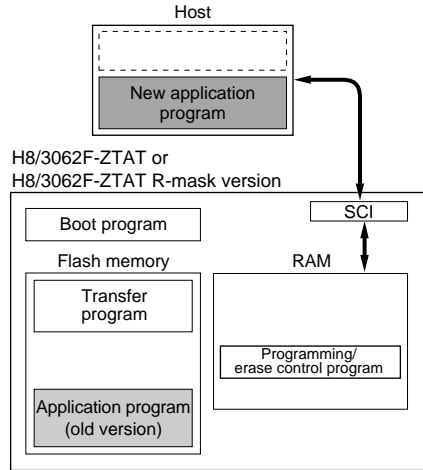 Host
New application
program
H8/3062F-ZTAT or
H8/3062F-ZTAT R-mask version
SCI
Boot program
Flash memory
RAM
Transfer
program
Programming/
erase control program
Application program
(old version)